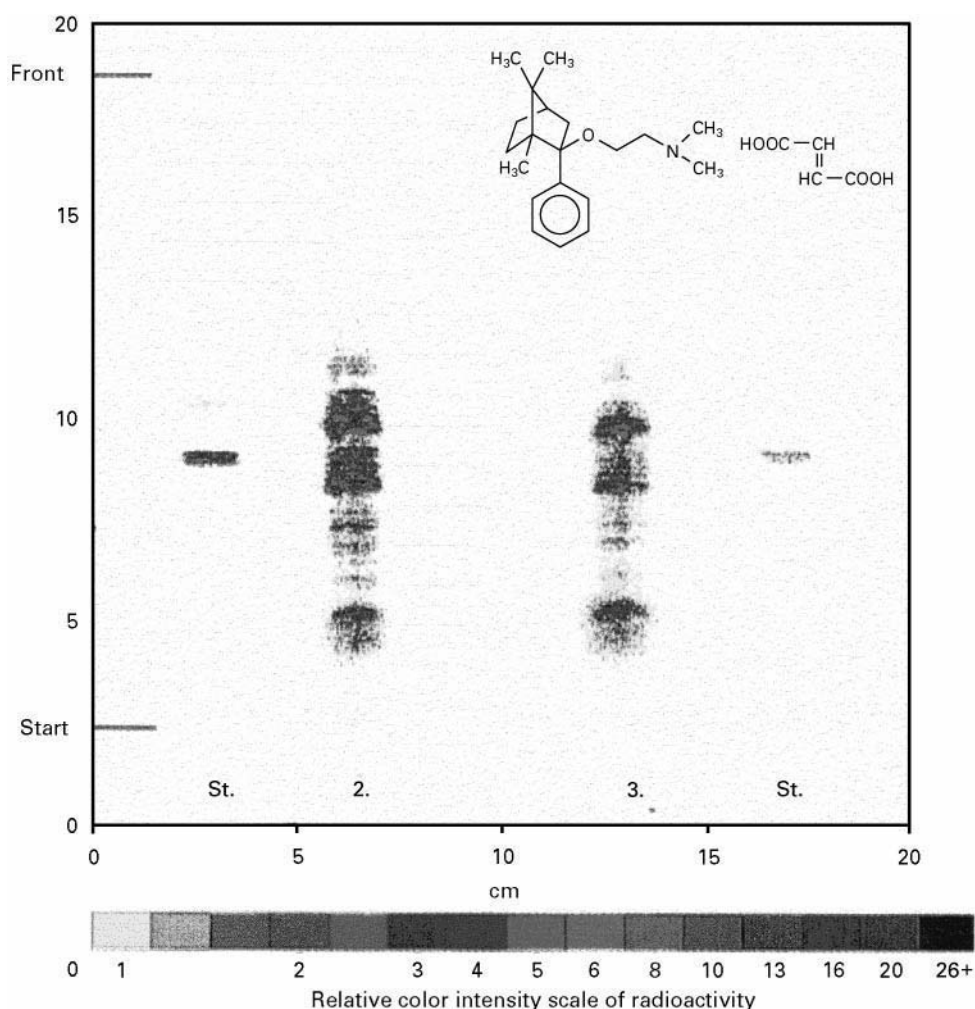 20
Front
H₃C CH₃
O
CH₃
N
CH₃
H₃C
HOOC CH
HC COOH
15
10
5
Start
St. 2. 3. St.
0
0 5 10 15 20
cm
0 1 2 3 4 5 6 8 10 13 16 20 26+
Relative color intensity scale of radioactivity